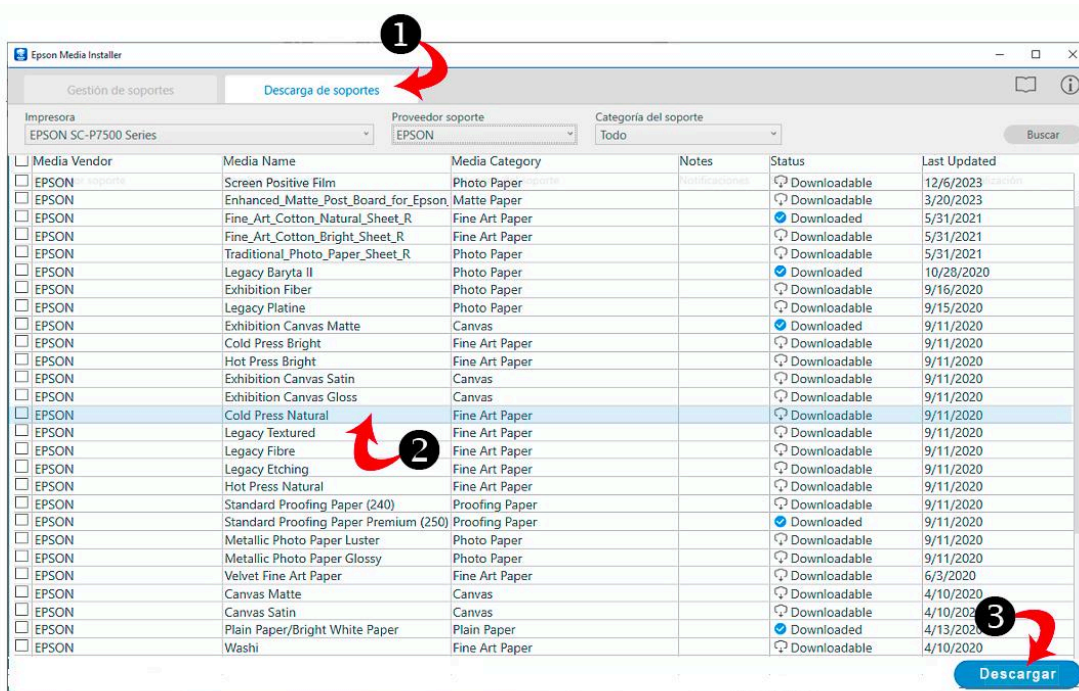 1
Epson Media Installer
Gestión de soportes Descarga de soportes
Impresora Proveedor soporte Categoría del soporte
EPSON SC-P7500 Series EPSON Todo Buscar
Media Vendor Media Name Media Category Notes Status Last Updated
EPSON Screen Positive Film Photo Paper Downloadable 12/6/2023
EPSON Enhanced_Matte_Post_Board_for_Epson_ Matte Paper Downloadable 3/20/2023
EPSON Fine_Art_Cotton_Natural_Sheet_R Fine Art Paper Downloaded 5/31/2021
EPSON Fine_Art_Cotton_Bright_Sheet_R Fine Art Paper Downloadable 5/31/2021
EPSON Traditional_Photo_Paper_Sheet_R Photo Paper Downloadable 5/31/2021
EPSON Legacy Baryta II Photo Paper Downloaded 10/28/2020
EPSON Exhibition Fiber Photo Paper Downloadable 9/16/2020
EPSON Legacy Platine Photo Paper Downloadable 9/15/2020
EPSON Exhibition Canvas Matte Canvas Downloaded 9/11/2020
EPSON Cold Press Bright Fine Art Paper Downloadable 9/11/2020
EPSON Hot Press Bright Fine Art Paper Downloadable 9/11/2020
EPSON Exhibition Canvas Satin Canvas Downloadable 9/11/2020
EPSON Exhibition Canvas Gloss Canvas Downloadable 9/11/2020
EPSON Cold Press Natural Fine Art Paper Downloadable 9/11/2020
EPSON Legacy Textured Fine Art Paper Downloadable 9/11/2020
2
EPSON Legacy Fibre Fine Art Paper Downloadable 9/11/2020
EPSON Legacy Etching Fine Art Paper Downloadable 9/11/2020
EPSON Hot Press Natural Fine Art Paper Downloadable 9/11/2020
EPSON Standard Proofing Paper (240) Proofing Paper Downloadable 9/11/2020
EPSON Standard Proofing Paper Premium (250) Proofing Paper Downloaded 9/11/2020
EPSON Metallic Photo Paper Luster Photo Paper Downloadable 9/11/2020
EPSON Metallic Photo Paper Glossy Photo Paper Downloadable 9/11/2020
EPSON Velvet Fine Art Paper Fine Art Paper Downloadable 6/3/2020
EPSON Canvas Matte Canvas Downloadable 4/10/2020
EPSON Canvas Satin Canvas Downloadable
3
EPSON Plain Paper/Bright White Paper Plain Paper Downloaded
EPSON Washi Fine Art Paper Downloadable 4/10/2020
Descargar